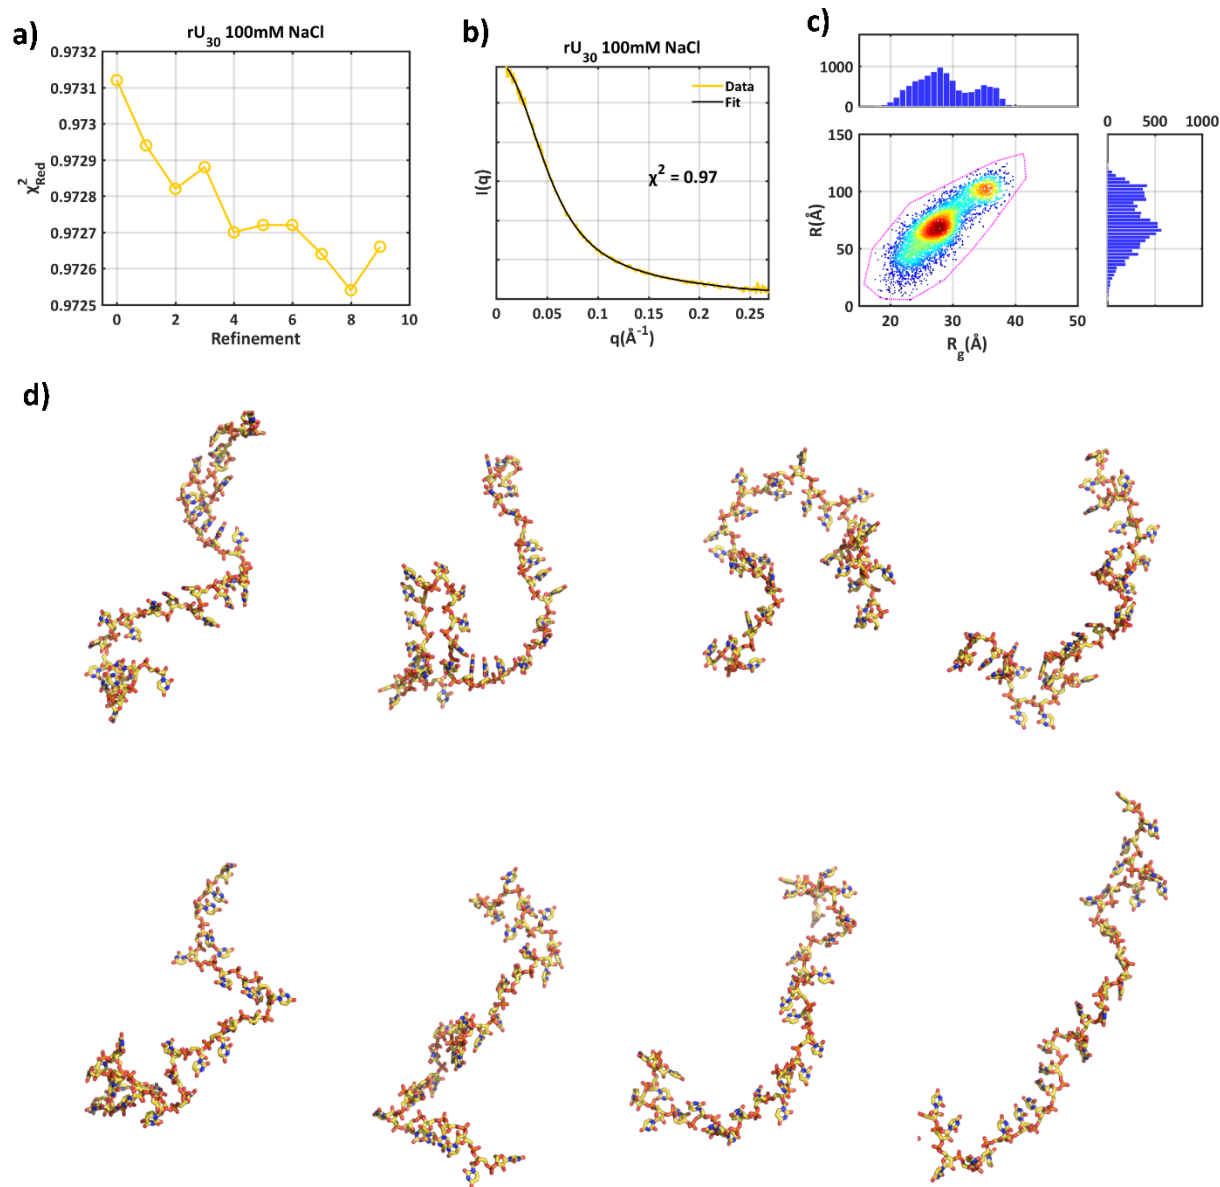 a)
rU30 100mM NaCl
0.9732
0.9731
0.973
0.9729
0.9728
0.9727
0.9726
0.9725
χ²Red
0 2 4 6 8 10
Refinement
b)
rU30 100mM NaCl
Data
Fit
χ² = 0.97
I(q)
0 0.05 0.1 0.15 0.2 0.25
q(Å⁻¹)
c)
1000
0
0 500 1000
150
100
50
0
R(Å)
20 30 40 50
Rg(Å)
d)